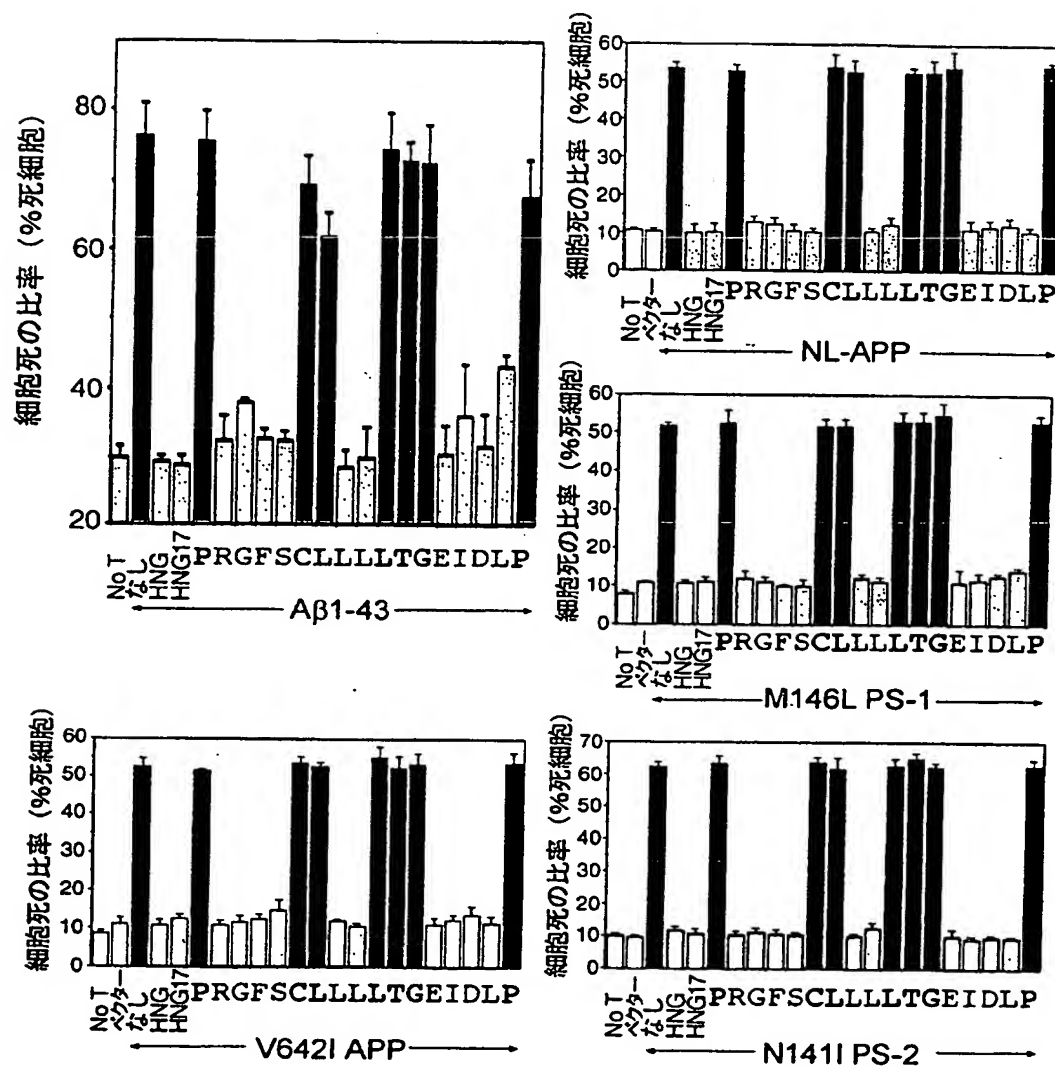 細胞死の比率 (%死細胞)
80
60
40
20
No T
なし
HNG
HNG17
PRGFSCLLLLTGEIDLP
Aβ1-43
細胞死の比率 (%死細胞)
60
50
40
30
20
10
0
No T
ベクター
なし
HNG
HNG17
PRGFSCLLLLTGEIDLP
NL-APP
細胞死の比率 (%死細胞)
60
50
40
30
20
10
0
No T
ベクター
なし
HNG
HNG17
PRGFSCLLLLTGEIDLP
M146L PS-1
細胞死の比率 (%死細胞)
60
50
40
30
20
10
0
No T
ベクター
なし
HNG
HNG17
PRGFSCLLLLTGEIDLP
V642I APP
細胞死の比率 (%死細胞)
70
60
50
40
30
20
10
0
No T
ベクター
なし
HNG
HNG17
PRGFSCLLLLTGEIDLP
N141I PS-2